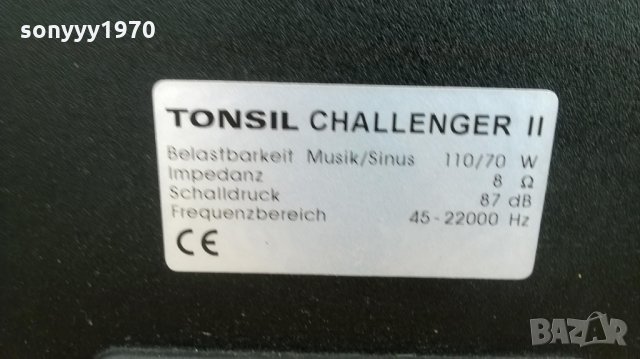 sonyyy1970
TONSIL CHALLENGER II
Belastbarkeit Musik/Sinus 110/70 W
Impedanz 8 Ω
Schalldruck 87 dB
Frequenzbereich 45-22000 Hz
CE
BAZAR